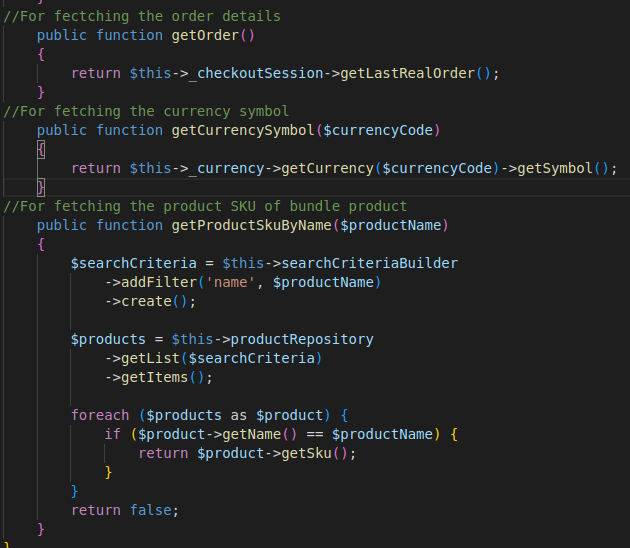 }
//For fectching the order details
public function getOrder()
{
return $this->_checkoutSession->getLastRealOrder();
}
//For fetching the currency symbol
public function getCurrencySymbol($currencyCode)
{
return $this->_currency->getCurrency($currencyCode)->getSymbol();
}
//For fetching the product SKU of bundle product
public function getProductSkuByName($productName)
{
$searchCriteria = $this->searchCriteriaBuilder
->addFilter('name', $productName)
->create();
$products = $this->productRepository
->getList($searchCriteria)
->getItems();
foreach ($products as $product) {
if ($product->getName() == $productName) {
return $product->getSku();
}
}
return false;
}
}